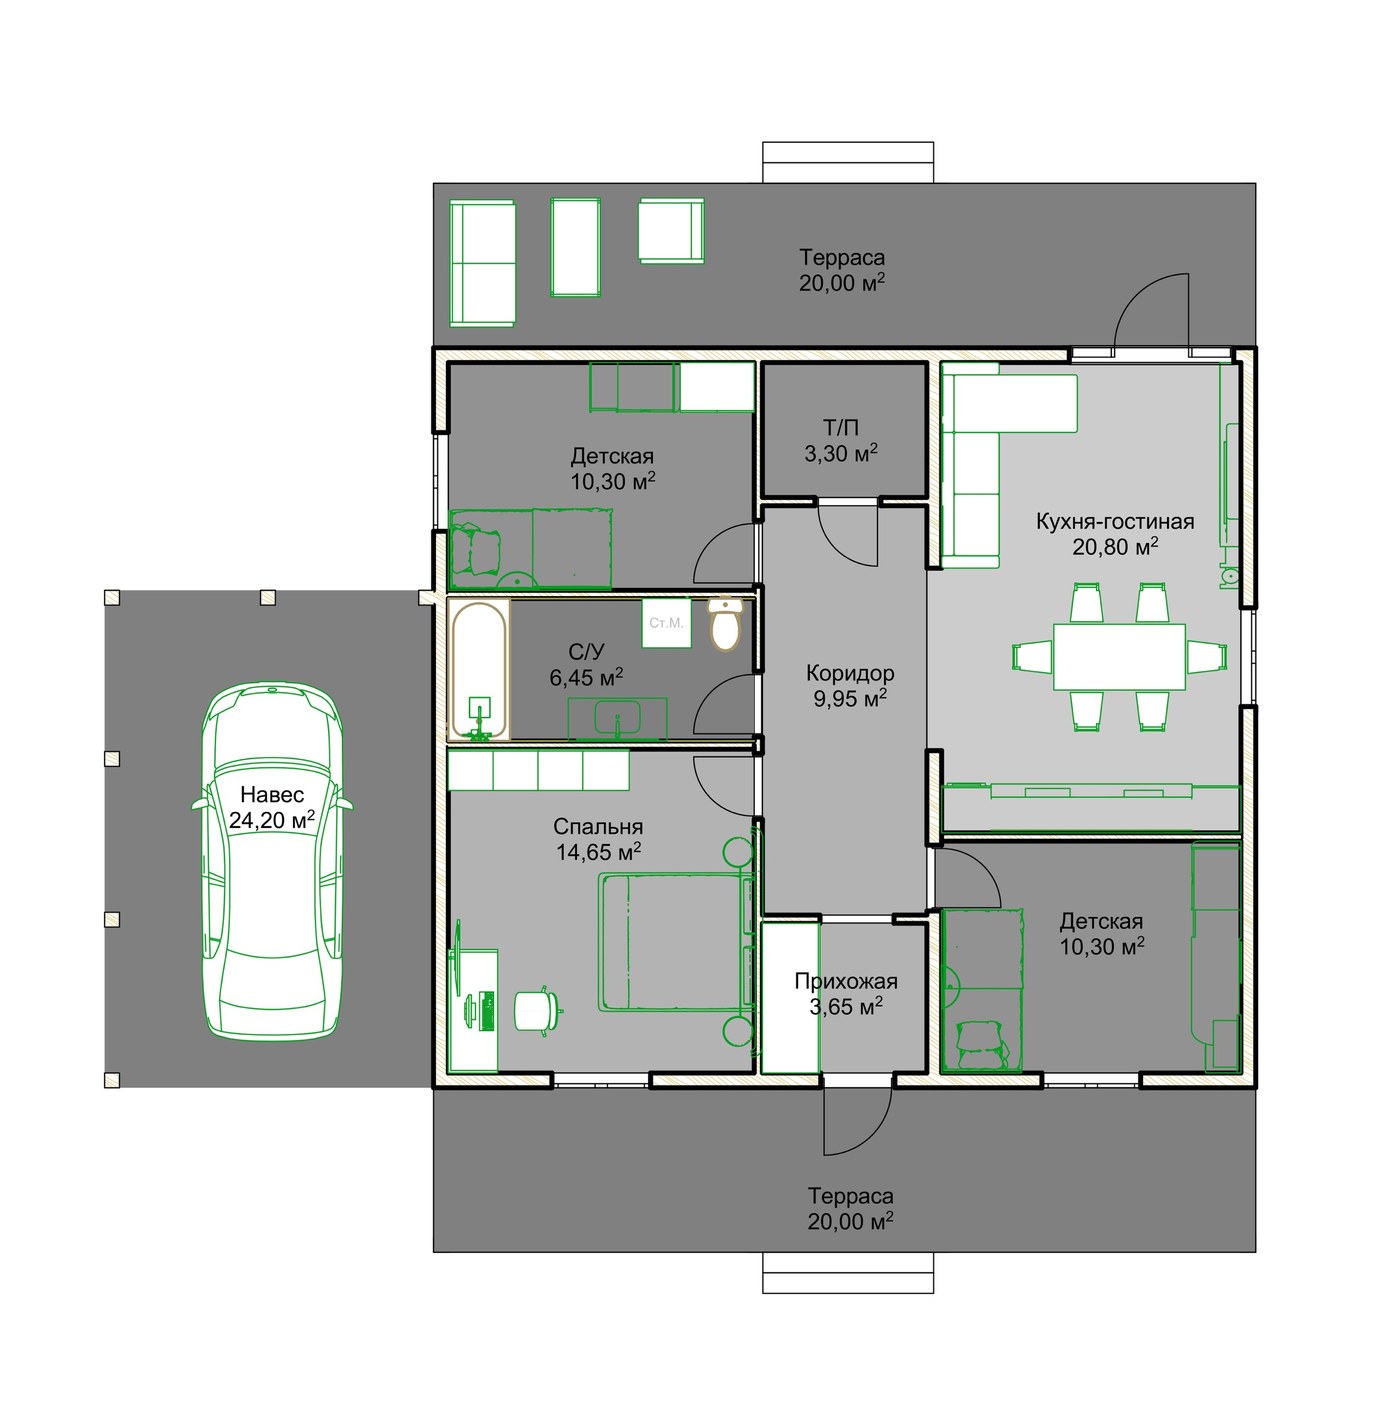 Терраса
20,00 м²
Т/П
3,30 м²
Детская
10,30 м²
Кухня-гостиная
20,80 м²
Ст.М.
С/У
6,45 м²
Коридор
9,95 м²
Навес
24,20 м²
Спальня
14,65 м²
Детская
10,30 м²
Прихожая
3,65 м²
Терраса
20,00 м²